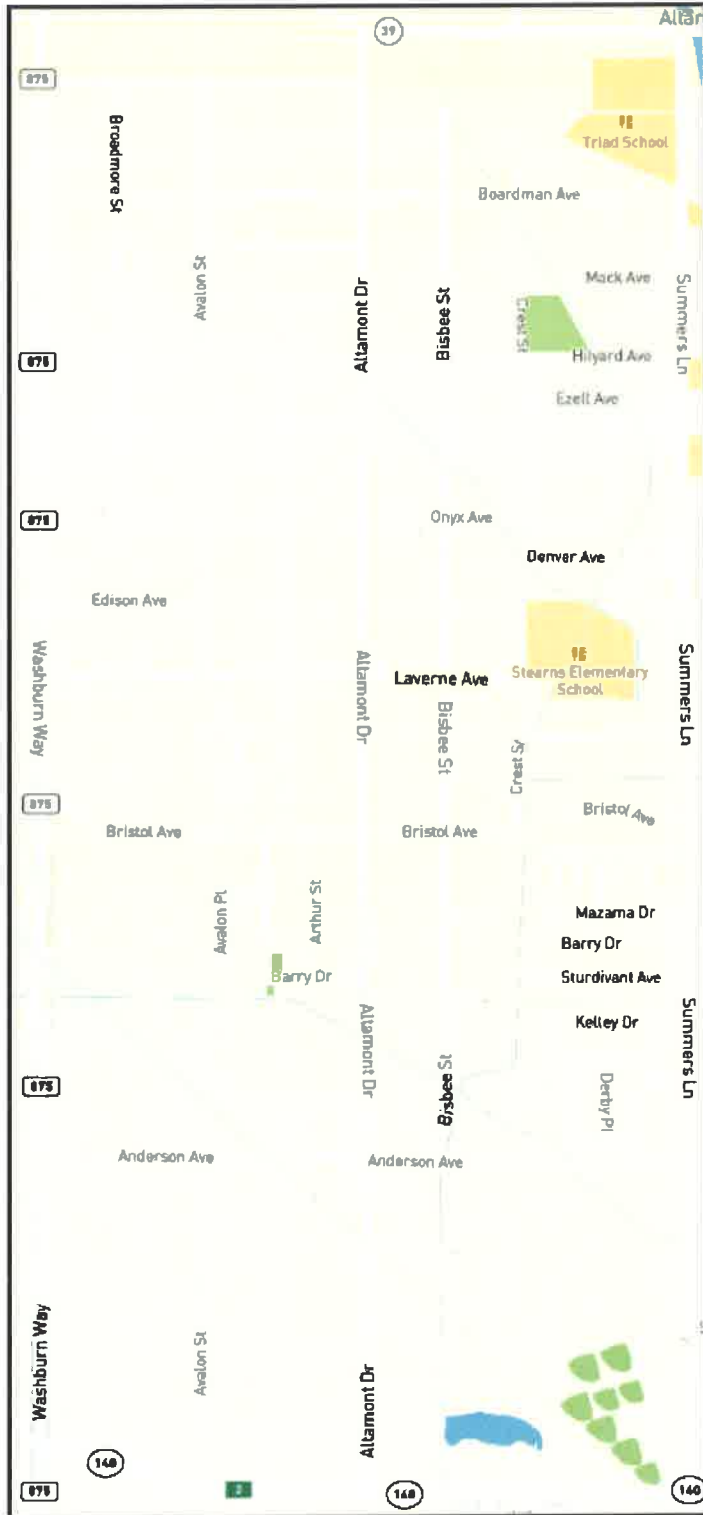 Altam
39
875
Triad School
Broadmore St
Boardman Ave
Avalon St
Mack Ave
Altamont Dr
Bisbee St
Crest St
Summers Ln
875
Hilyard Ave
Ezell Ave
875
Onyx Ave
Denver Ave
Edison Ave
Washburn Way
Altamont Dr
Laverne Ave
Stearns Elementary
School
Summers Ln
Bisbee St
Crest St
875
Bristol Ave
Bristol Ave
Bristol Ave
Avalon Pl
Arthur St
Mazama Dr
Barry Dr
Barry Dr
Sturdivant Ave
Altamont Dr
Kelley Dr
Summers Ln
875
Bisbee St
Derby Pl
Anderson Ave
Anderson Ave
Washburn Way
Avalon St
Altamont Dr
140
875
140
140